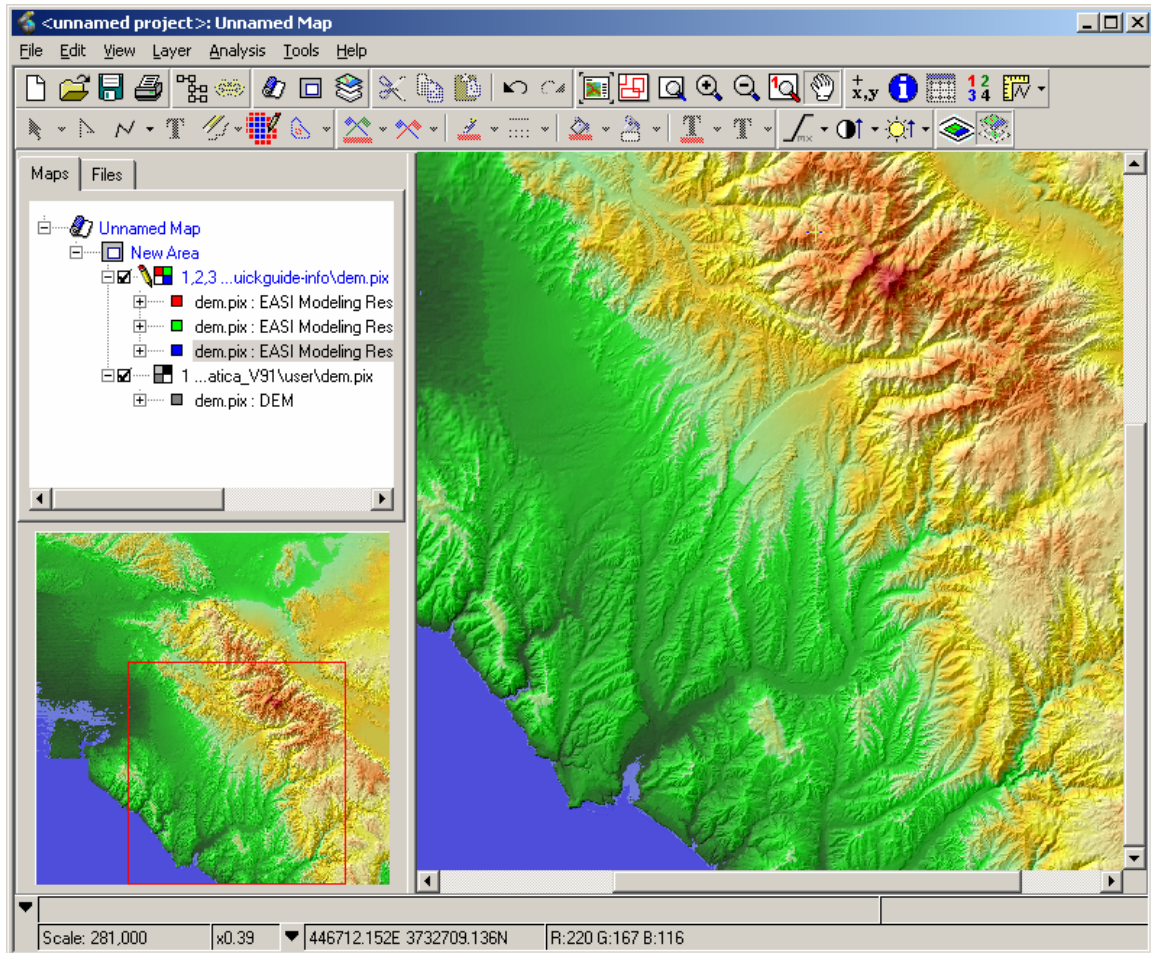 <unnamed project>: Unnamed Map
File Edit View Layer Analysis Tools Help
+ x,y 1 2 3 4
Maps Files
Unnamed Map
New Area
1,2,3 ...uickguide-info\dem.pix
dem.pix : EASI Modeling Res
dem.pix : EASI Modeling Res
dem.pix : EASI Modeling Res
1 ...atica_V91\user\dem.pix
dem.pix : DEM
Scale: 281,000 x0.39 446712.152E 3732709.136N R:220 G:167 B:116